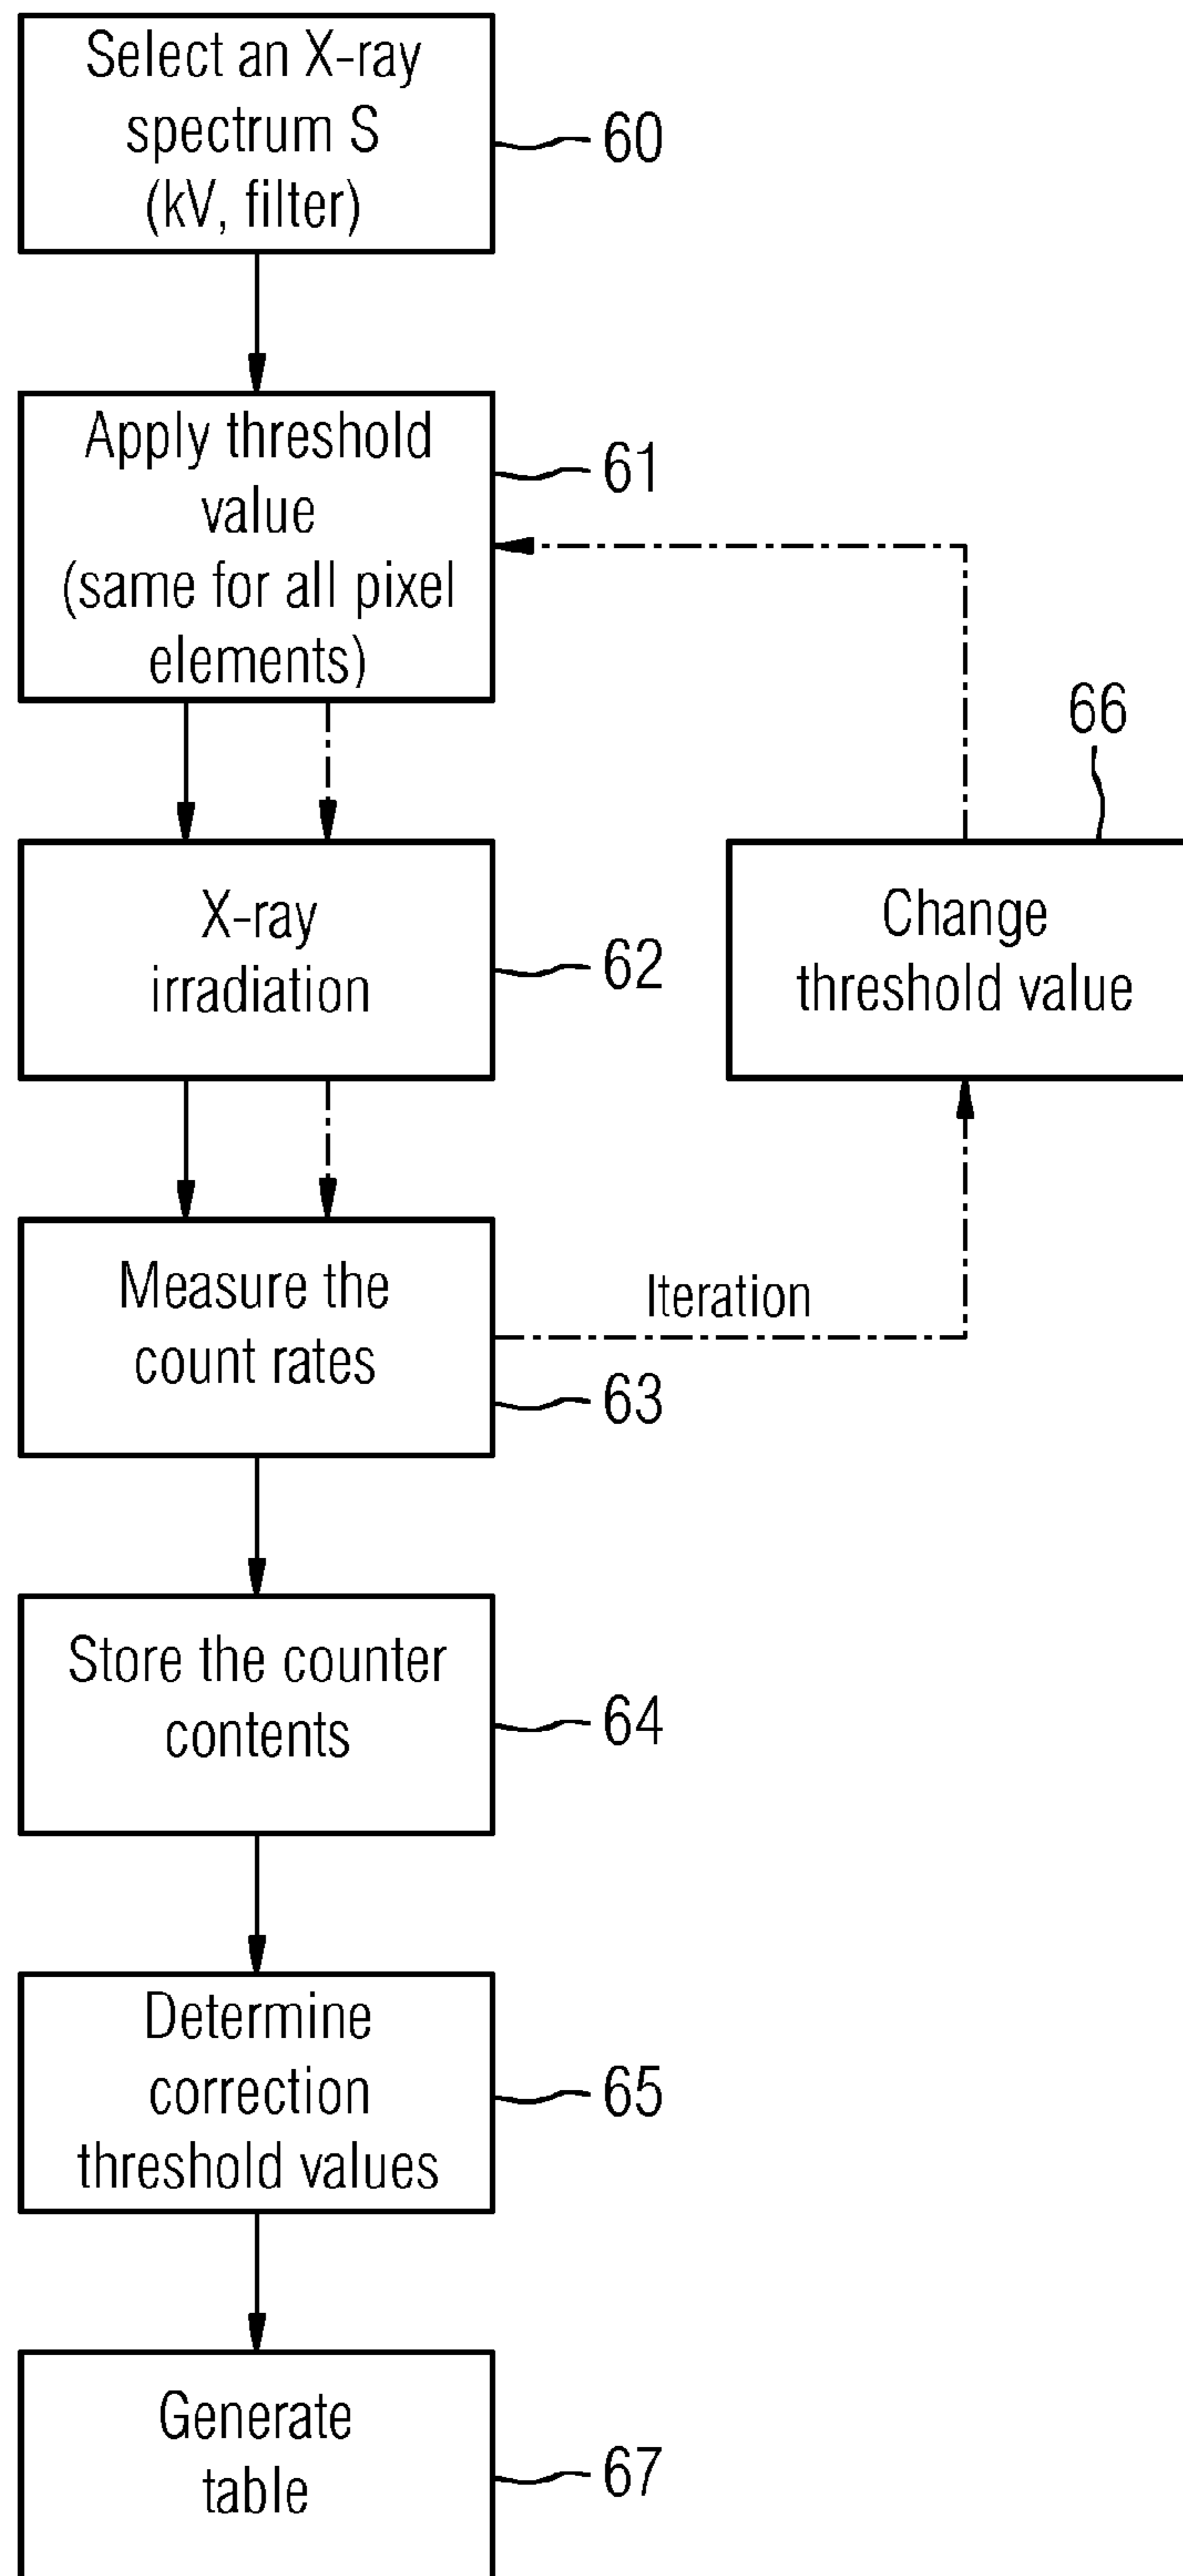 Select an X-ray
spectrum S
(kV, filter)
60
Apply threshold
value
(same for all pixel
elements)
61
66
X-ray
irradiation
62
Change
threshold value
Measure the
count rates
Iteration
63
Store the counter
contents
64
Determine
correction
threshold values
65
Generate
table
67